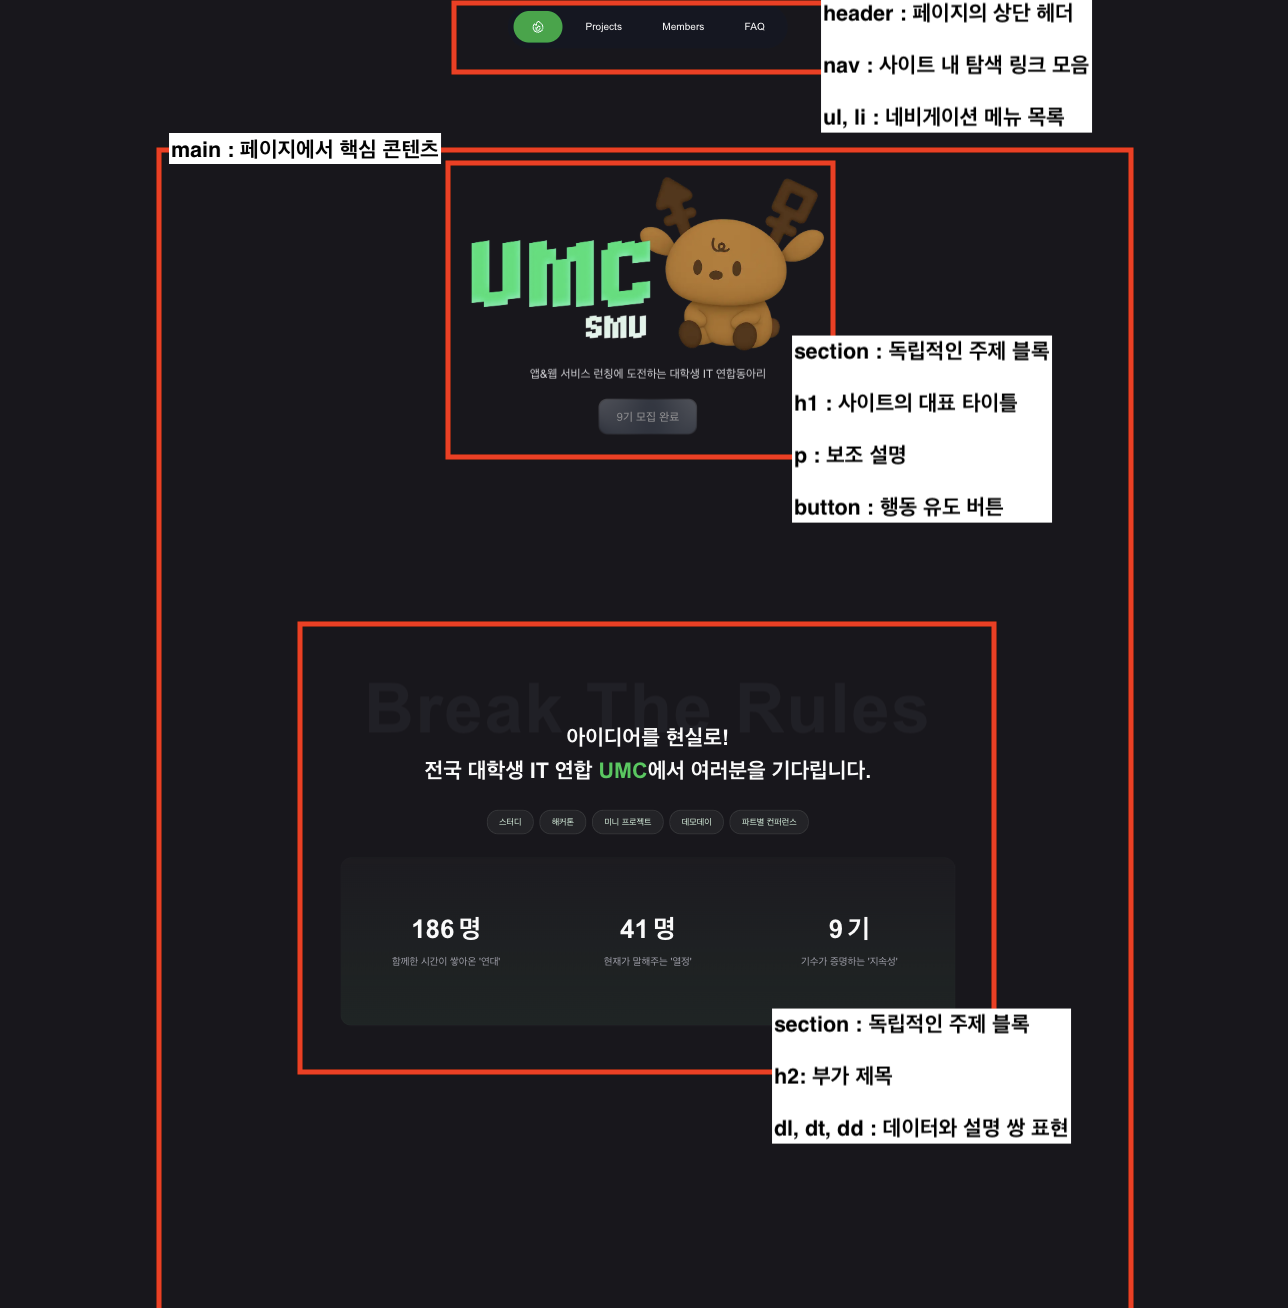 Projects Members FAQ
header : 페이지의 상단 헤더
nav : 사이트 내 탐색 링크 모음
ul, li : 네비게이션 메뉴 목록
main : 페이지에서 핵심 콘텐츠
UMC
SMU
앱&웹 서비스 런칭에 도전하는 대학생 IT 연합동아리
9기 모집 완료
section : 독립적인 주제 블록
h1 : 사이트의 대표 타이틀
p : 보조 설명
button : 행동 유도 버튼
Break The Rules
아이디어를 현실로!
전국 대학생 IT 연합 UMC에서 여러분을 기다립니다.
스터디 해커톤 미니 프로젝트 데모데이 파트별 컨퍼런스
186 명 41 명 9 기
함께한 시간이 쌓아온 '연대' 현재가 말해주는 '열정' 기수가 증명하는 '지속성'
section : 독립적인 주제 블록
h2: 부가 제목
dl, dt, dd : 데이터와 설명 쌍 표현